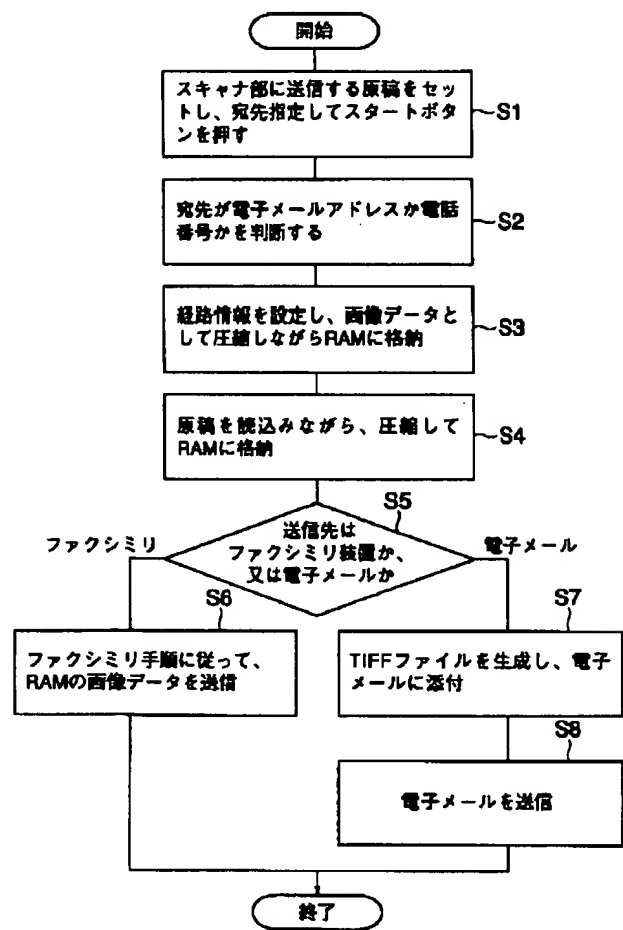 開始
スキャナ部に送信する原稿をセッ
トし、宛先指定してスタートボタ
ンを押す
S1
宛先が電子メールアドレスか電話
番号かを判断する
S2
経路情報を設定し、画像データと
して圧縮しながらRAMに格納
S3
原稿を読込みながら、圧縮して
RAMに格納
S4
S5
送信先は
ファクシミリ装置か、
又は電子メールか
ファクシミリ
電子メール
S6
ファクシミリ手順に従って、
RAMの画像データを送信
S7
TIFFファイルを生成し、電子
メールに添付
S8
電子メールを送信
終了